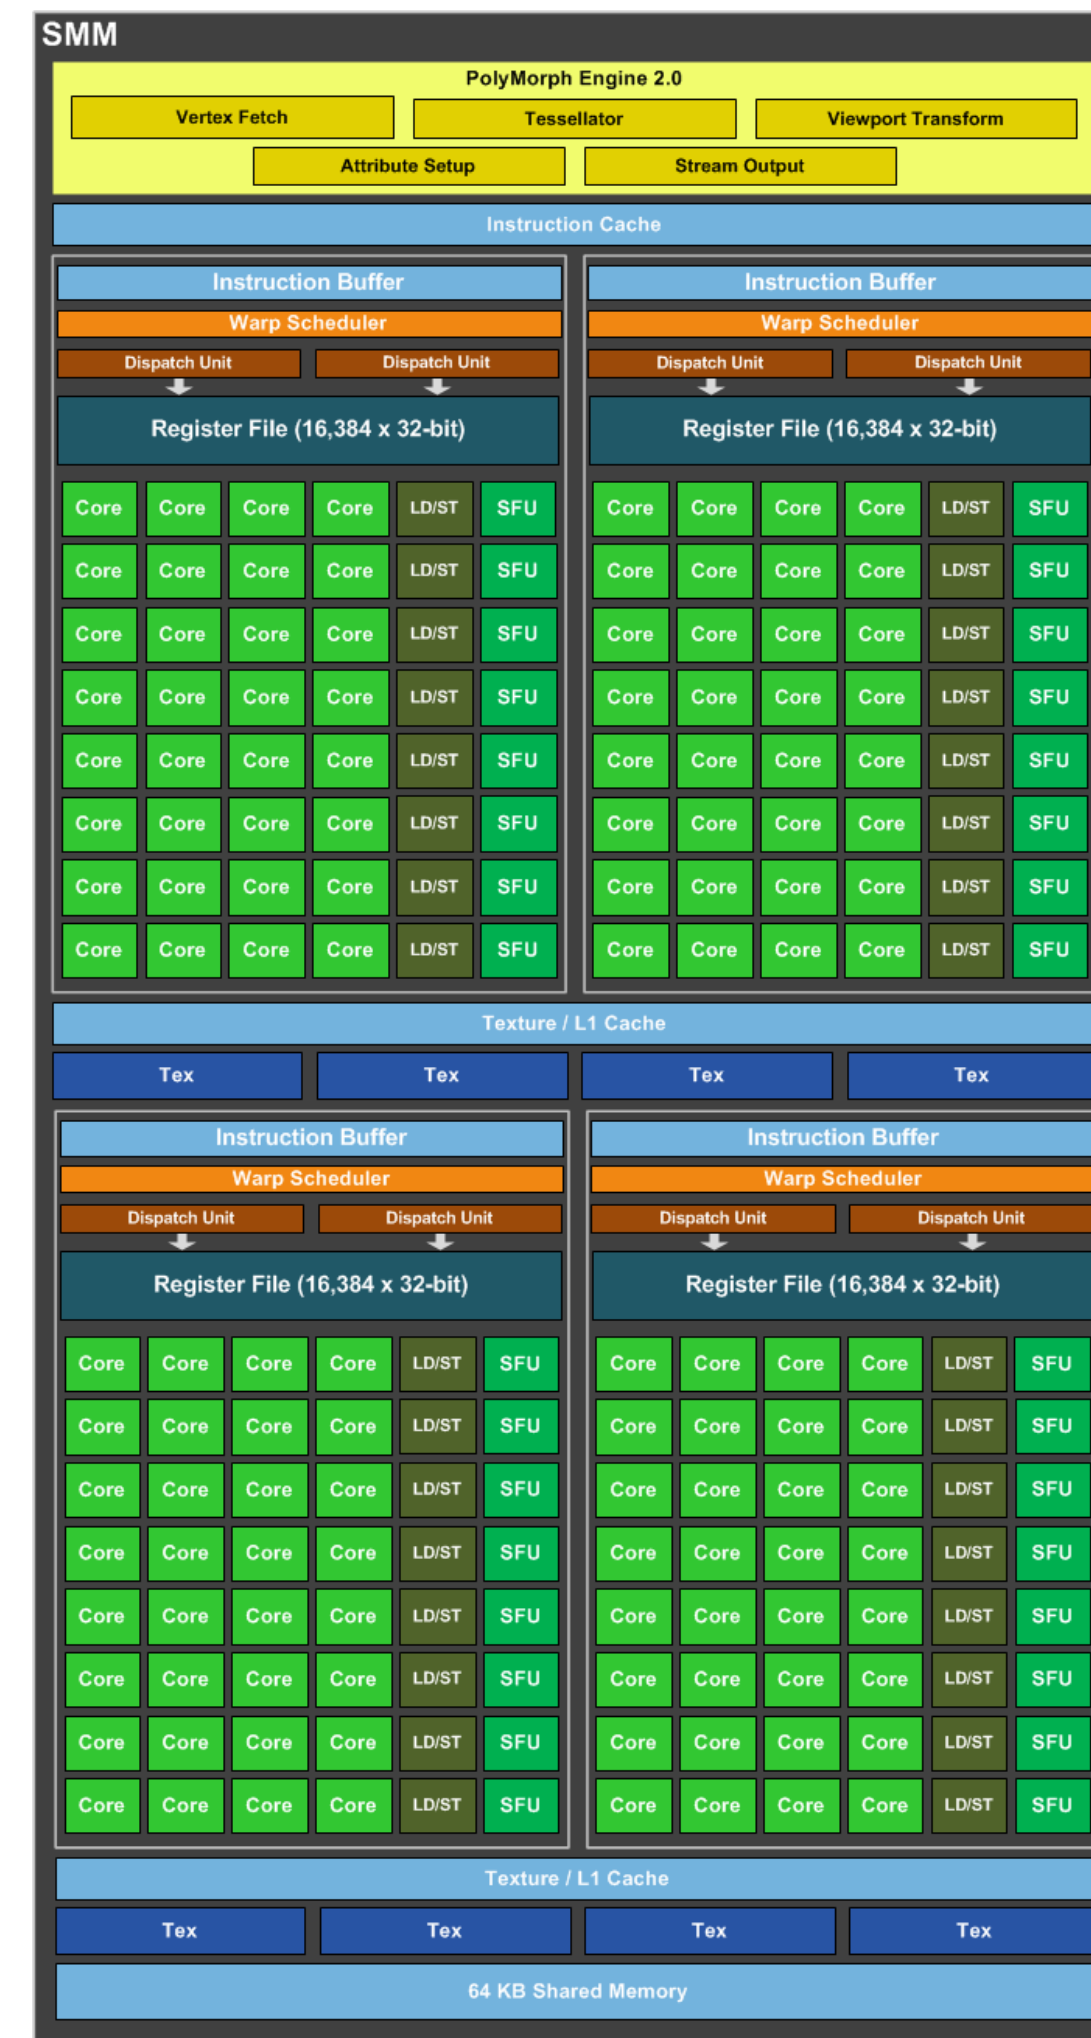 SMM
PolyMorph Engine 2.0
Vertex Fetch Tessellator Viewport Transform
Attribute Setup Stream Output
Instruction Cache
Instruction Buffer Instruction Buffer
Warp Scheduler Warp Scheduler
Dispatch Unit Dispatch Unit Dispatch Unit Dispatch Unit
Register File (16,384 x 32-bit) Register File (16,384 x 32-bit)
Core Core Core Core LD/ST SFU Core Core Core Core LD/ST SFU
Core Core Core Core LD/ST SFU Core Core Core Core LD/ST SFU
Core Core Core Core LD/ST SFU Core Core Core Core LD/ST SFU
Core Core Core Core LD/ST SFU Core Core Core Core LD/ST SFU
Core Core Core Core LD/ST SFU Core Core Core Core LD/ST SFU
Core Core Core Core LD/ST SFU Core Core Core Core LD/ST SFU
Core Core Core Core LD/ST SFU Core Core Core Core LD/ST SFU
Core Core Core Core LD/ST SFU Core Core Core Core LD/ST SFU
Texture / L1 Cache
Tex Tex Tex Tex
Instruction Buffer Instruction Buffer
Warp Scheduler Warp Scheduler
Dispatch Unit Dispatch Unit Dispatch Unit Dispatch Unit
Register File (16,384 x 32-bit) Register File (16,384 x 32-bit)
Core Core Core Core LD/ST SFU Core Core Core Core LD/ST SFU
Core Core Core Core LD/ST SFU Core Core Core Core LD/ST SFU
Core Core Core Core LD/ST SFU Core Core Core Core LD/ST SFU
Core Core Core Core LD/ST SFU Core Core Core Core LD/ST SFU
Core Core Core Core LD/ST SFU Core Core Core Core LD/ST SFU
Core Core Core Core LD/ST SFU Core Core Core Core LD/ST SFU
Core Core Core Core LD/ST SFU Core Core Core Core LD/ST SFU
Core Core Core Core LD/ST SFU Core Core Core Core LD/ST SFU
Texture / L1 Cache
Tex Tex Tex Tex
64 KB Shared Memory